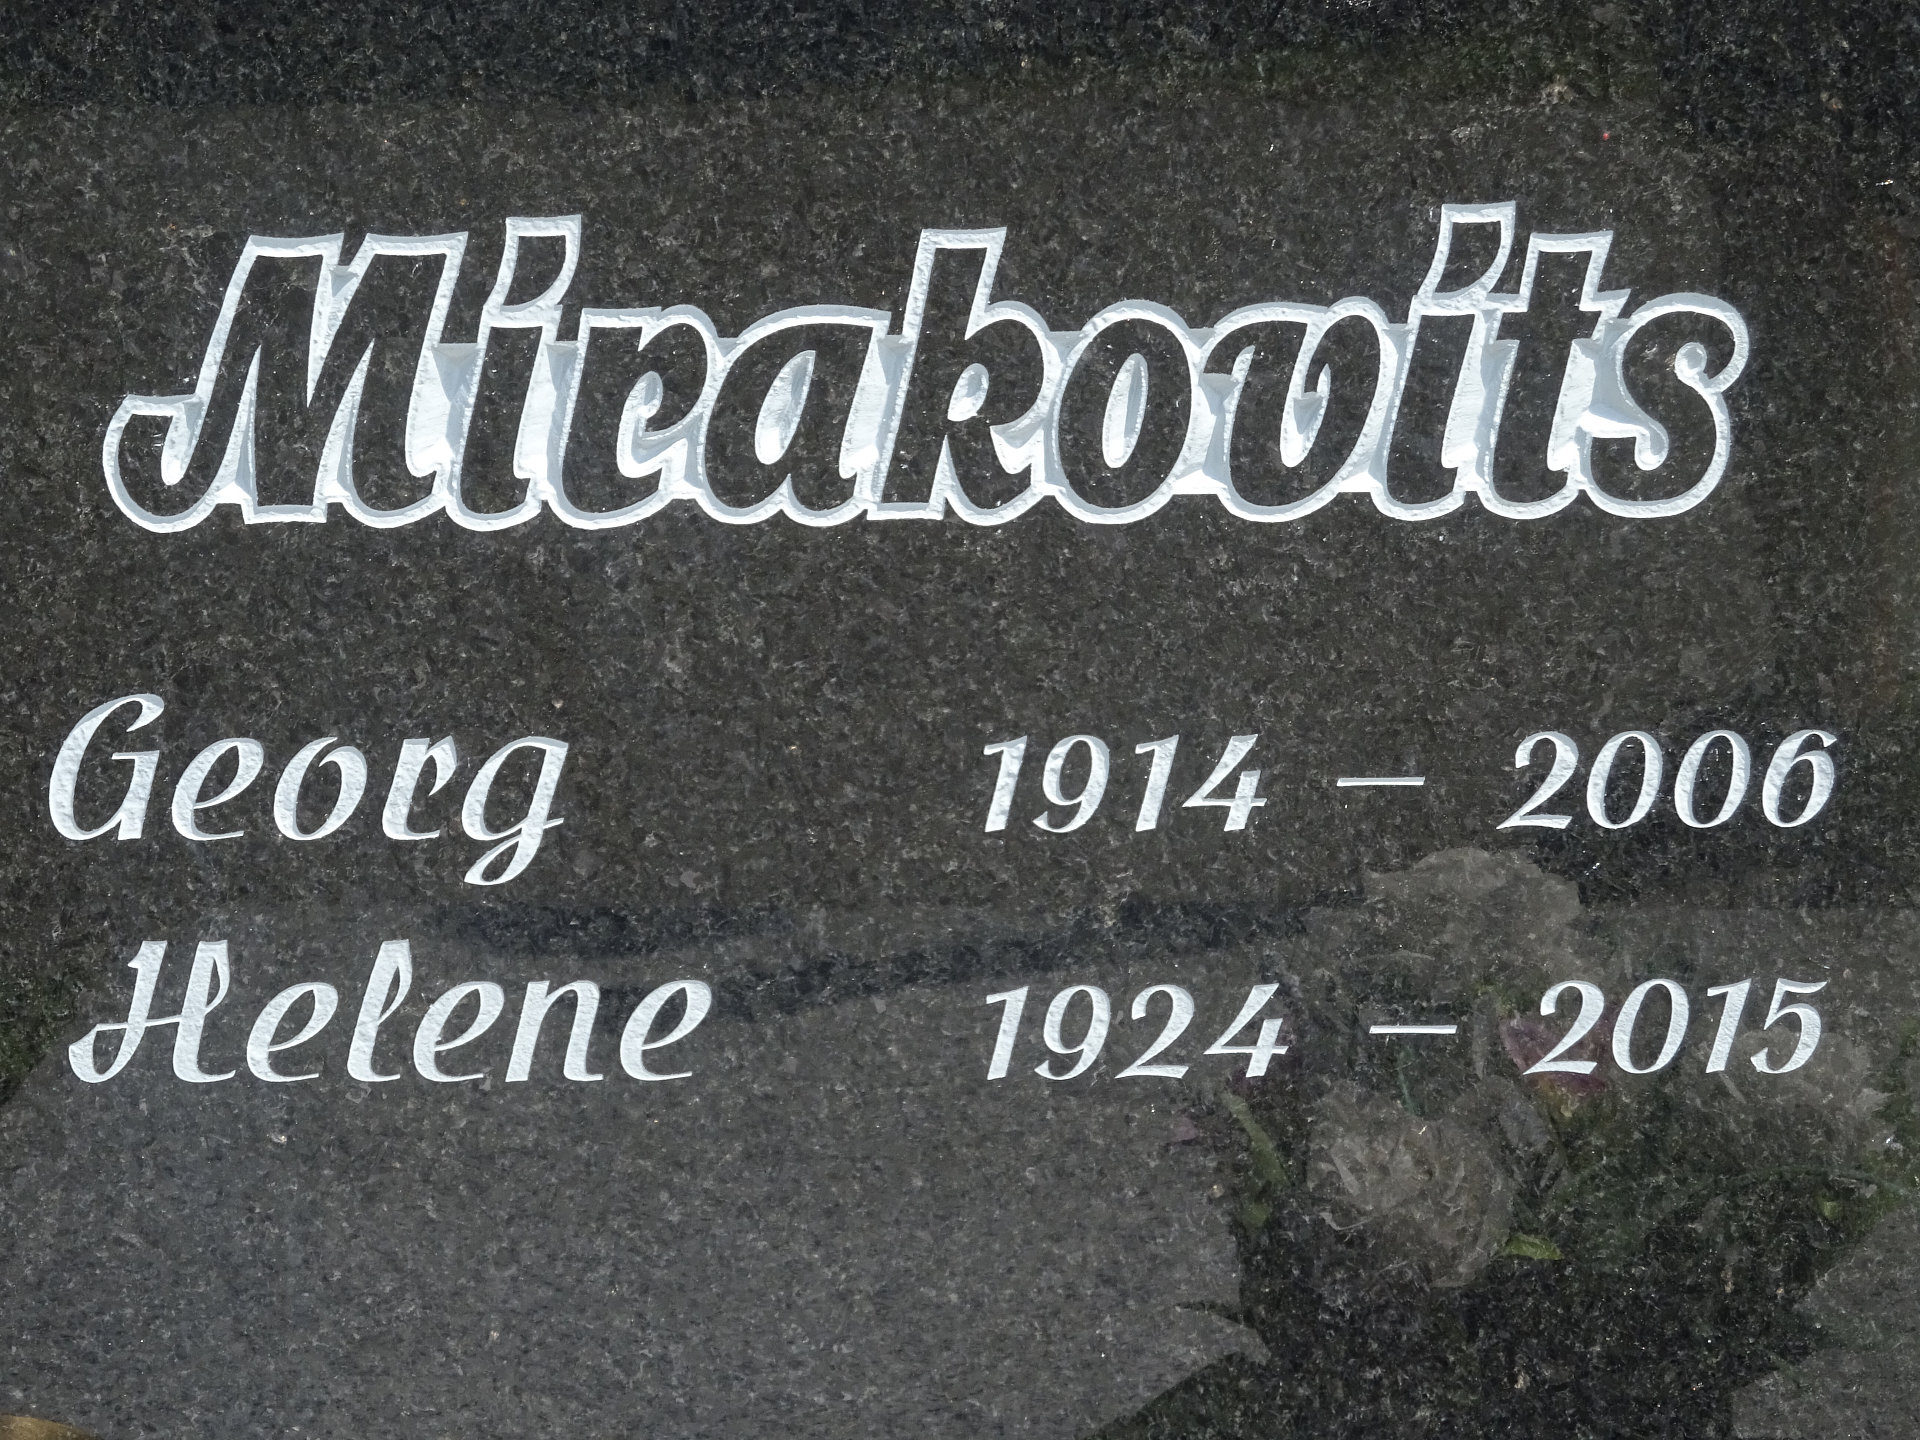 Mirakovits
Georg 1914 – 2006
Helene 1924 – 2015